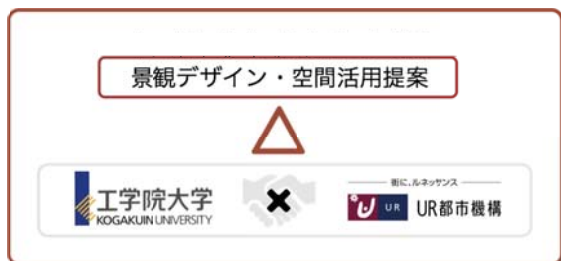 景観デザイン・空間活用提案
工学院大学
KOGAKUIN UNIVERSITY
街に、ルネッサンス
UR
UR都市機構